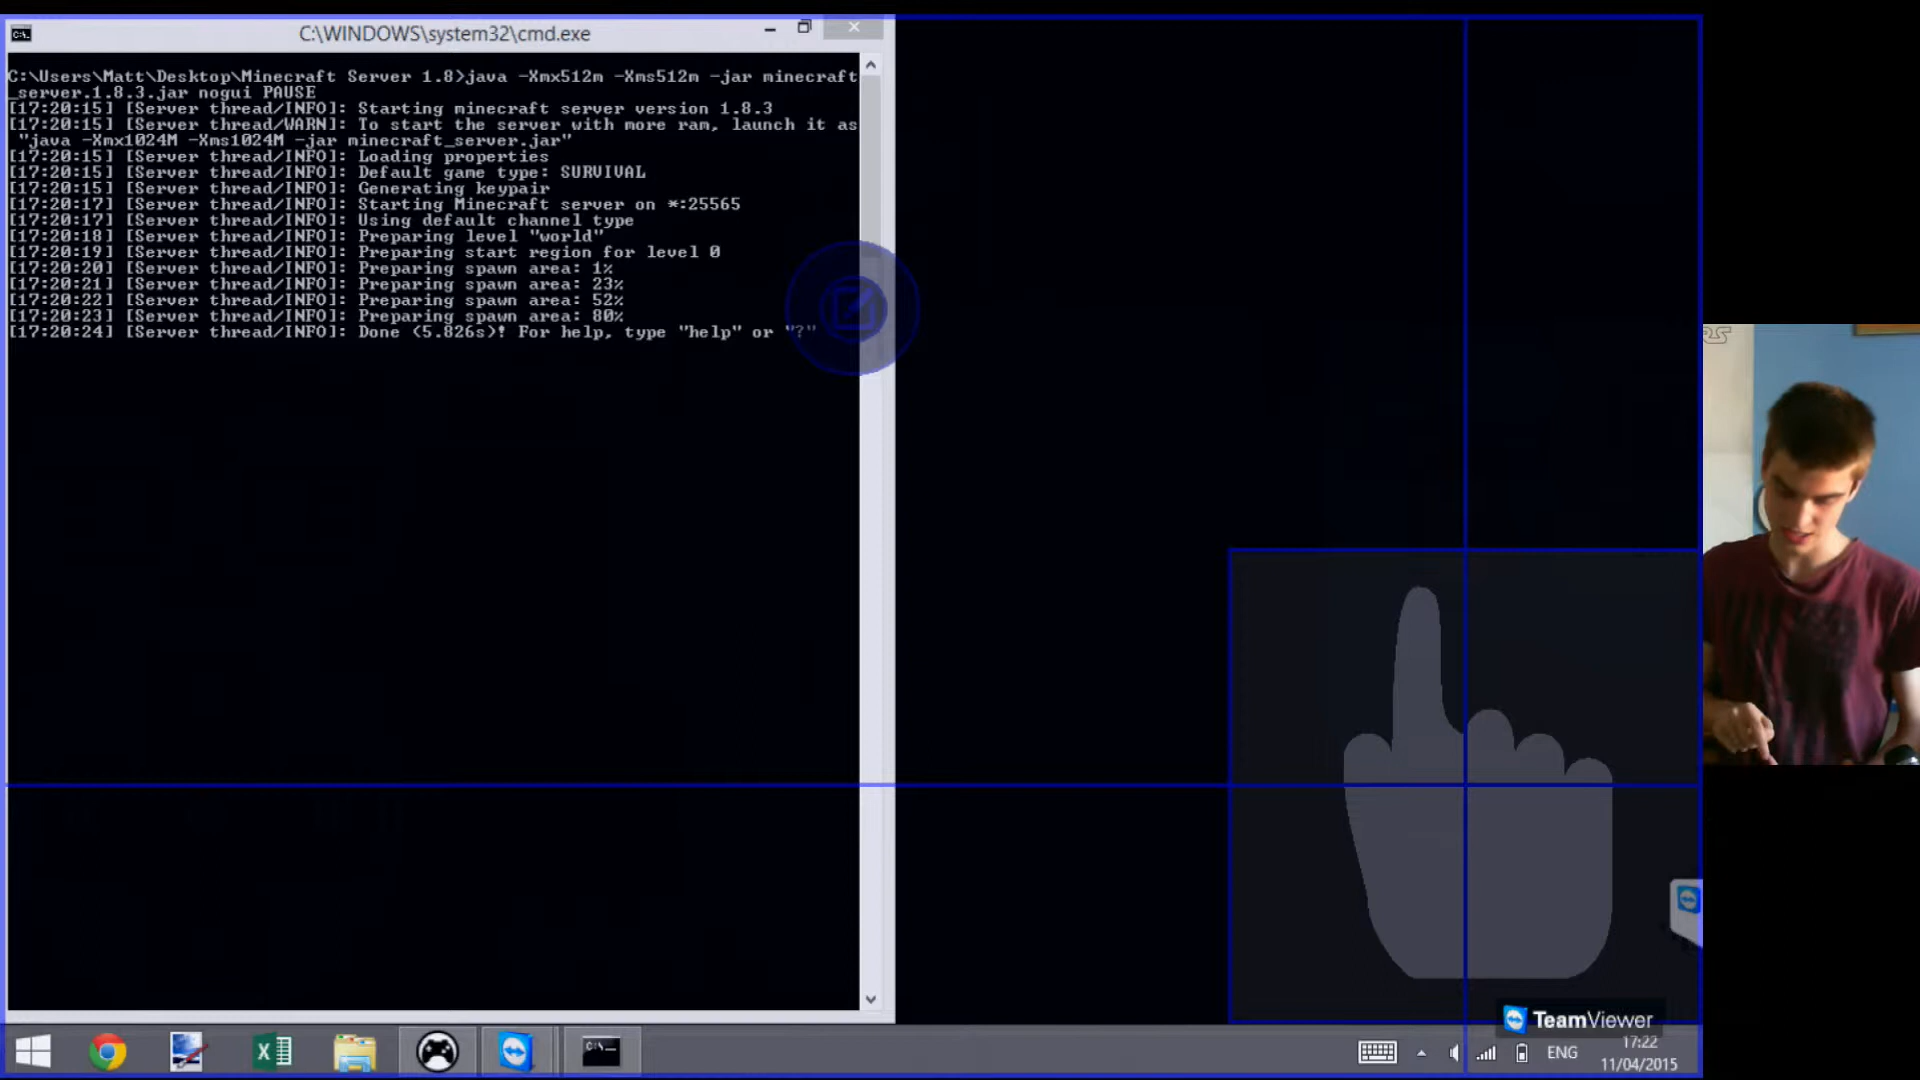 C:\WINDOWS\system32\cmd.exe
C:\Users\Matt\Desktop\Minecraft Server 1.8>java -Xmx512m -Xms512m -jar minecraft
_server.1.8.3.jar nogui PAUSE
[17:20:15] [Server thread/INFO]: Starting minecraft server version 1.8.3
[17:20:15] [Server thread/WARN]: To start the server with more ram, launch it as
"java -Xmx1024M -Xms1024M -jar minecraft_server.jar"
[17:20:15] [Server thread/INFO]: Loading properties
[17:20:15] [Server thread/INFO]: Default game type: SURVIVAL
[17:20:15] [Server thread/INFO]: Generating keypair
[17:20:17] [Server thread/INFO]: Starting Minecraft server on *:25565
[17:20:17] [Server thread/INFO]: Using default channel type
[17:20:18] [Server thread/INFO]: Preparing level "world"
[17:20:19] [Server thread/INFO]: Preparing start region for level 0
[17:20:20] [Server thread/INFO]: Preparing spawn area: 1%
[17:20:21] [Server thread/INFO]: Preparing spawn area: 23%
[17:20:22] [Server thread/INFO]: Preparing spawn area: 52%
[17:20:23] [Server thread/INFO]: Preparing spawn area: 80%
[17:20:24] [Server thread/INFO]: Done (5.826s)! For help, type "help" or "?"
TeamViewer
ENG
17:22
11/04/2015